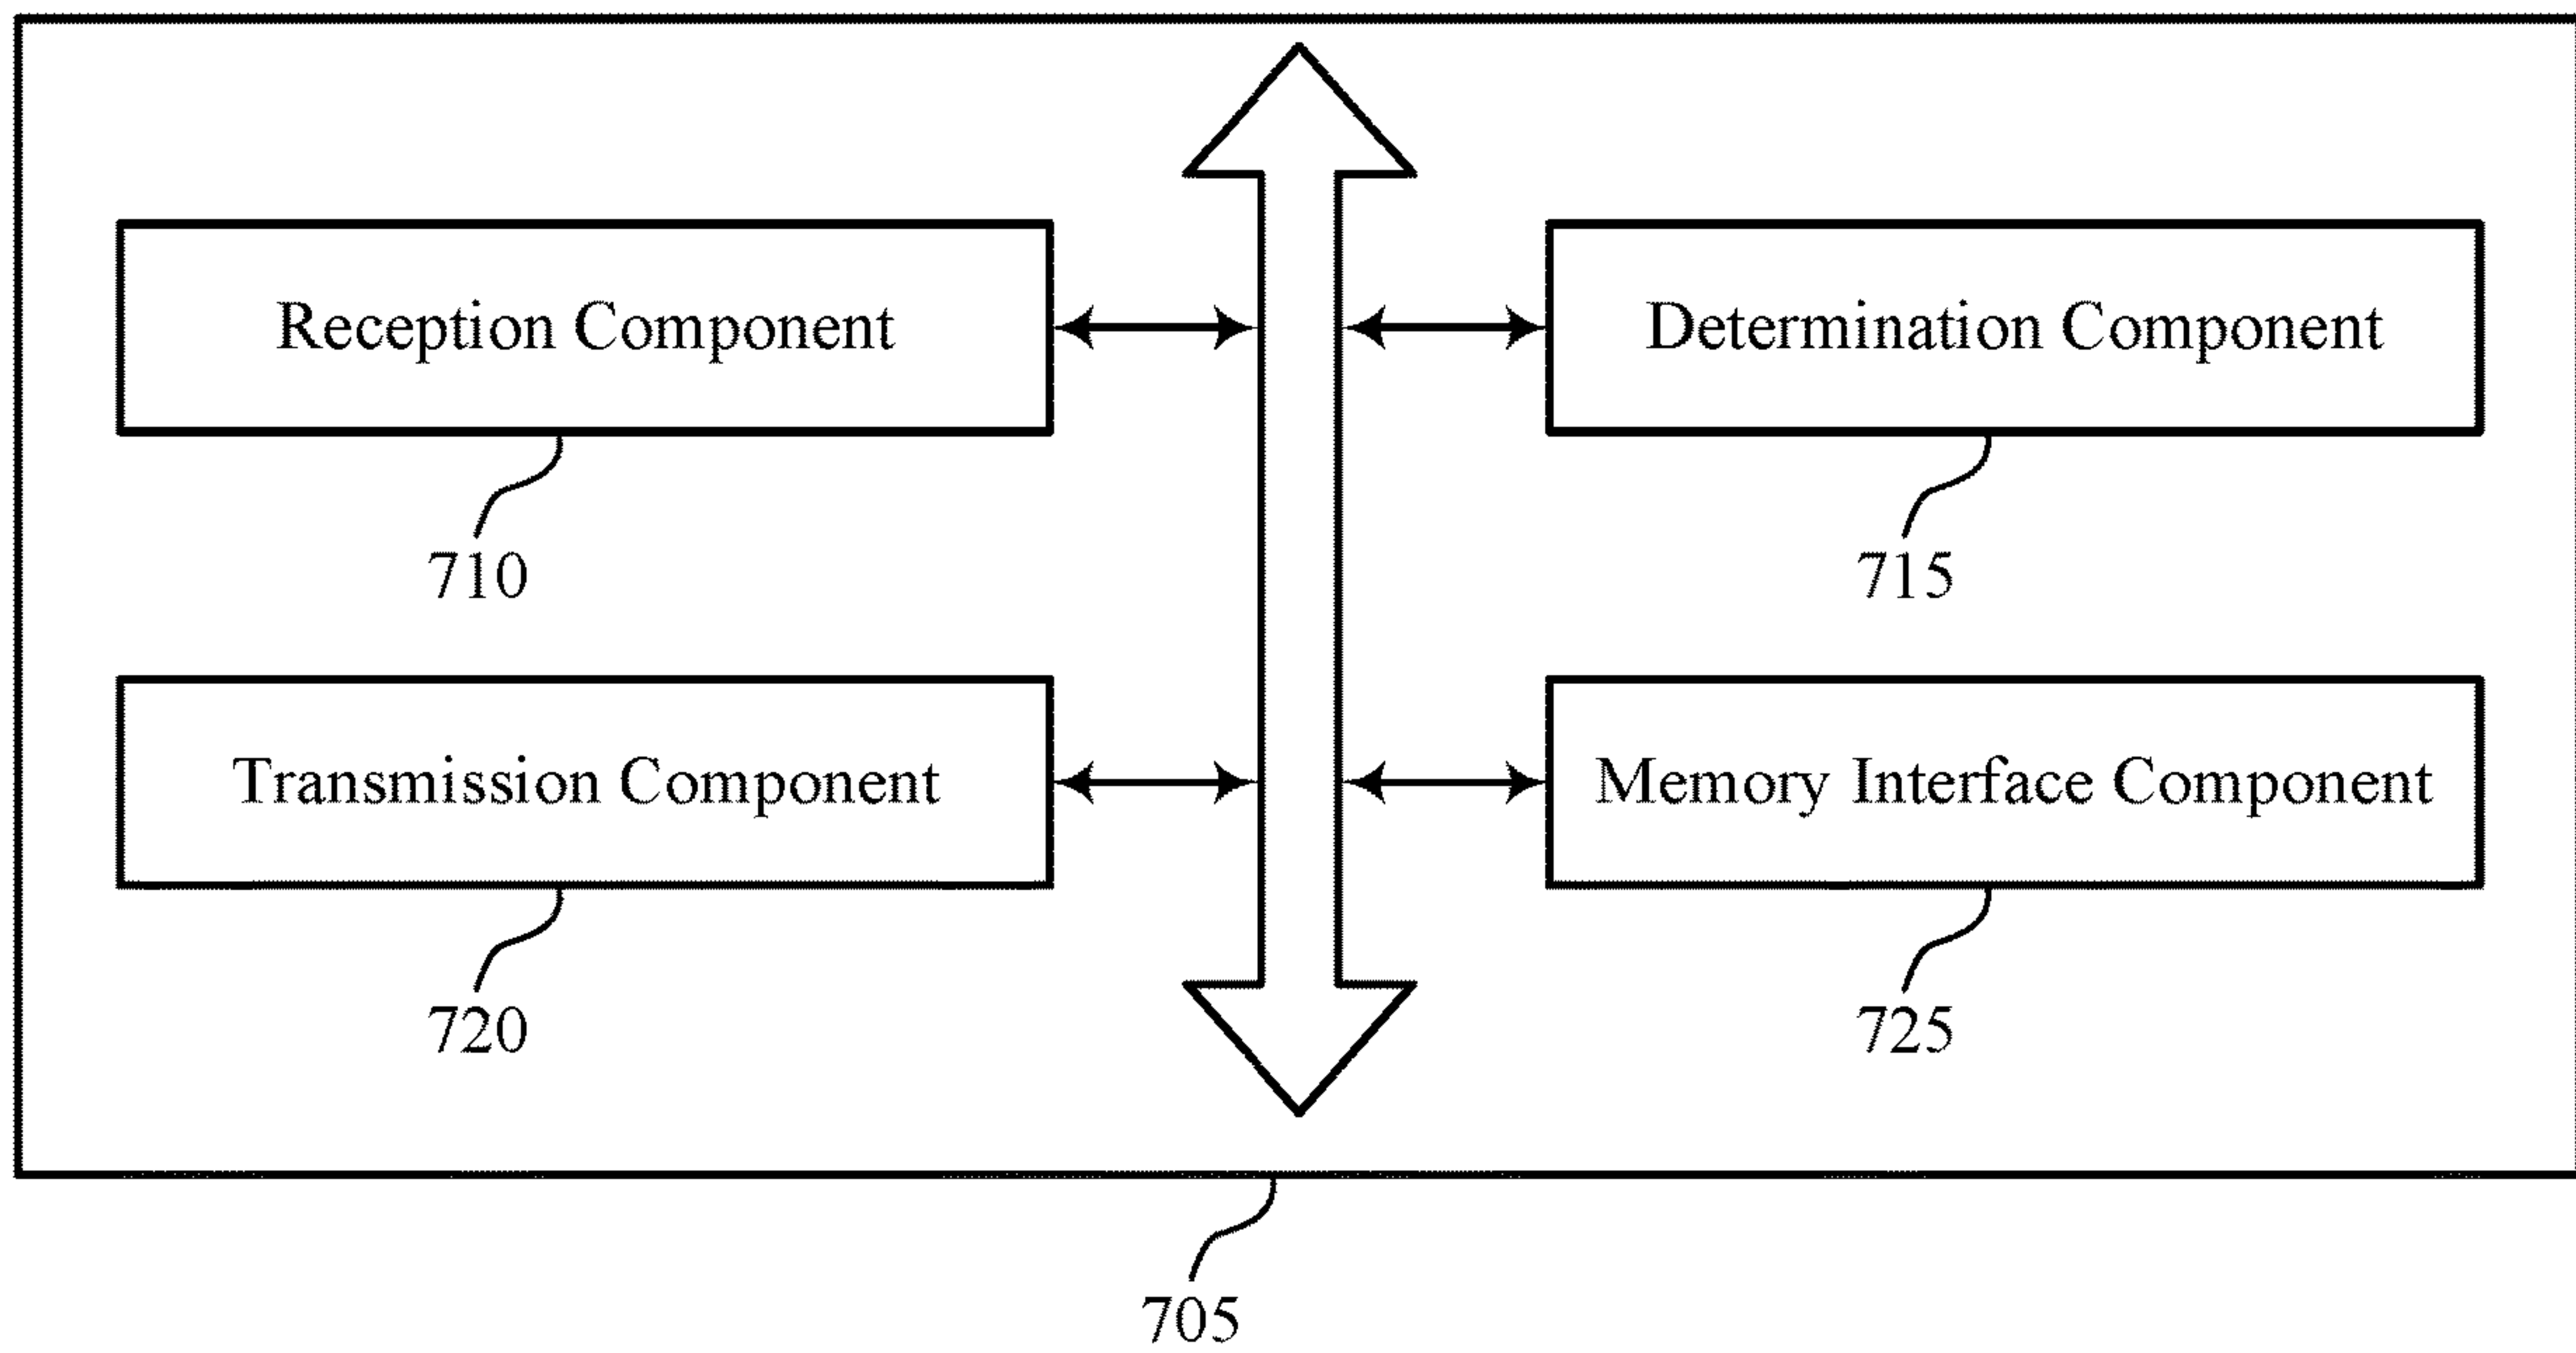 Reception Component
Determination Component
710
715
Transmission Component
Memory Interface Component
720
725
705